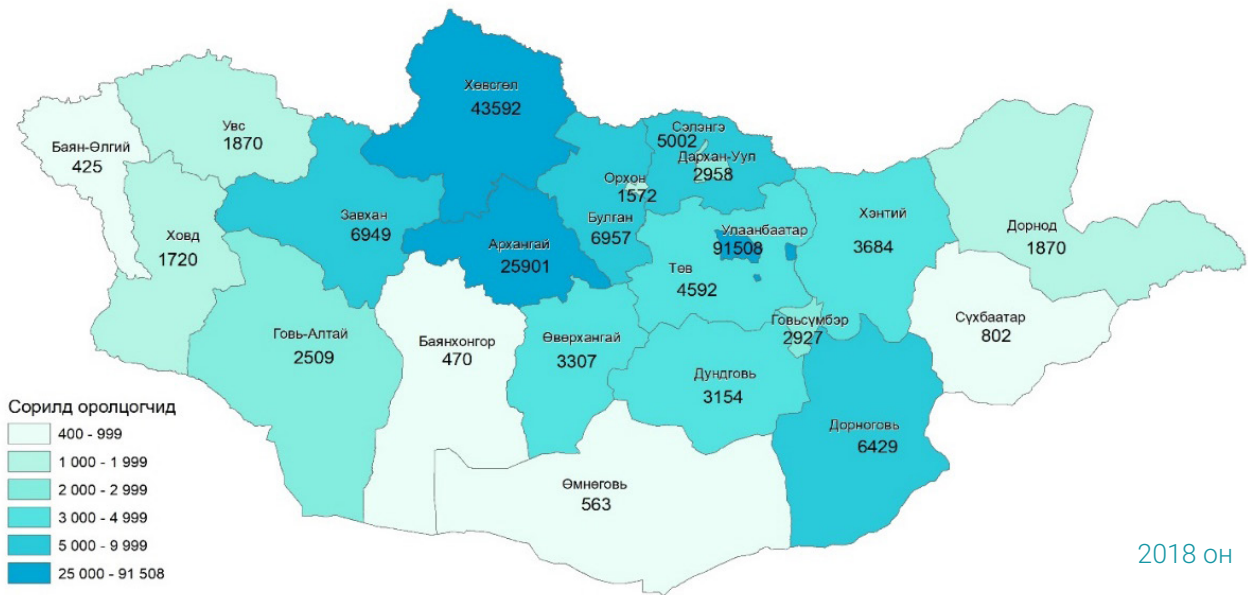 Хөвсгөл
43592
Увс
1870
Баян-Өлгий
425
Сэлэнгэ
5002
Дархан-Уул
2958
Орхон
1572
Завхан
6949
Ховд
1720
Архангай
25901
Булган
6957
Улаанбаатар
91508
Хэнтий
3684
Дорнод
1870
Төв
4592
Говьсүмбэр
2927
Сүхбаатар
802
Говь-Алтай
2509
Баянхонгор
470
Өвөрхангай
3307
Дундговь
3154
Дорноговь
6429
Өмнөговь
563
Сорилд оролцогчид
400 - 999
1 000 - 1 999
2 000 - 2 999
3 000 - 4 999
5 000 - 9 999
25 000 - 91 508
2018 он